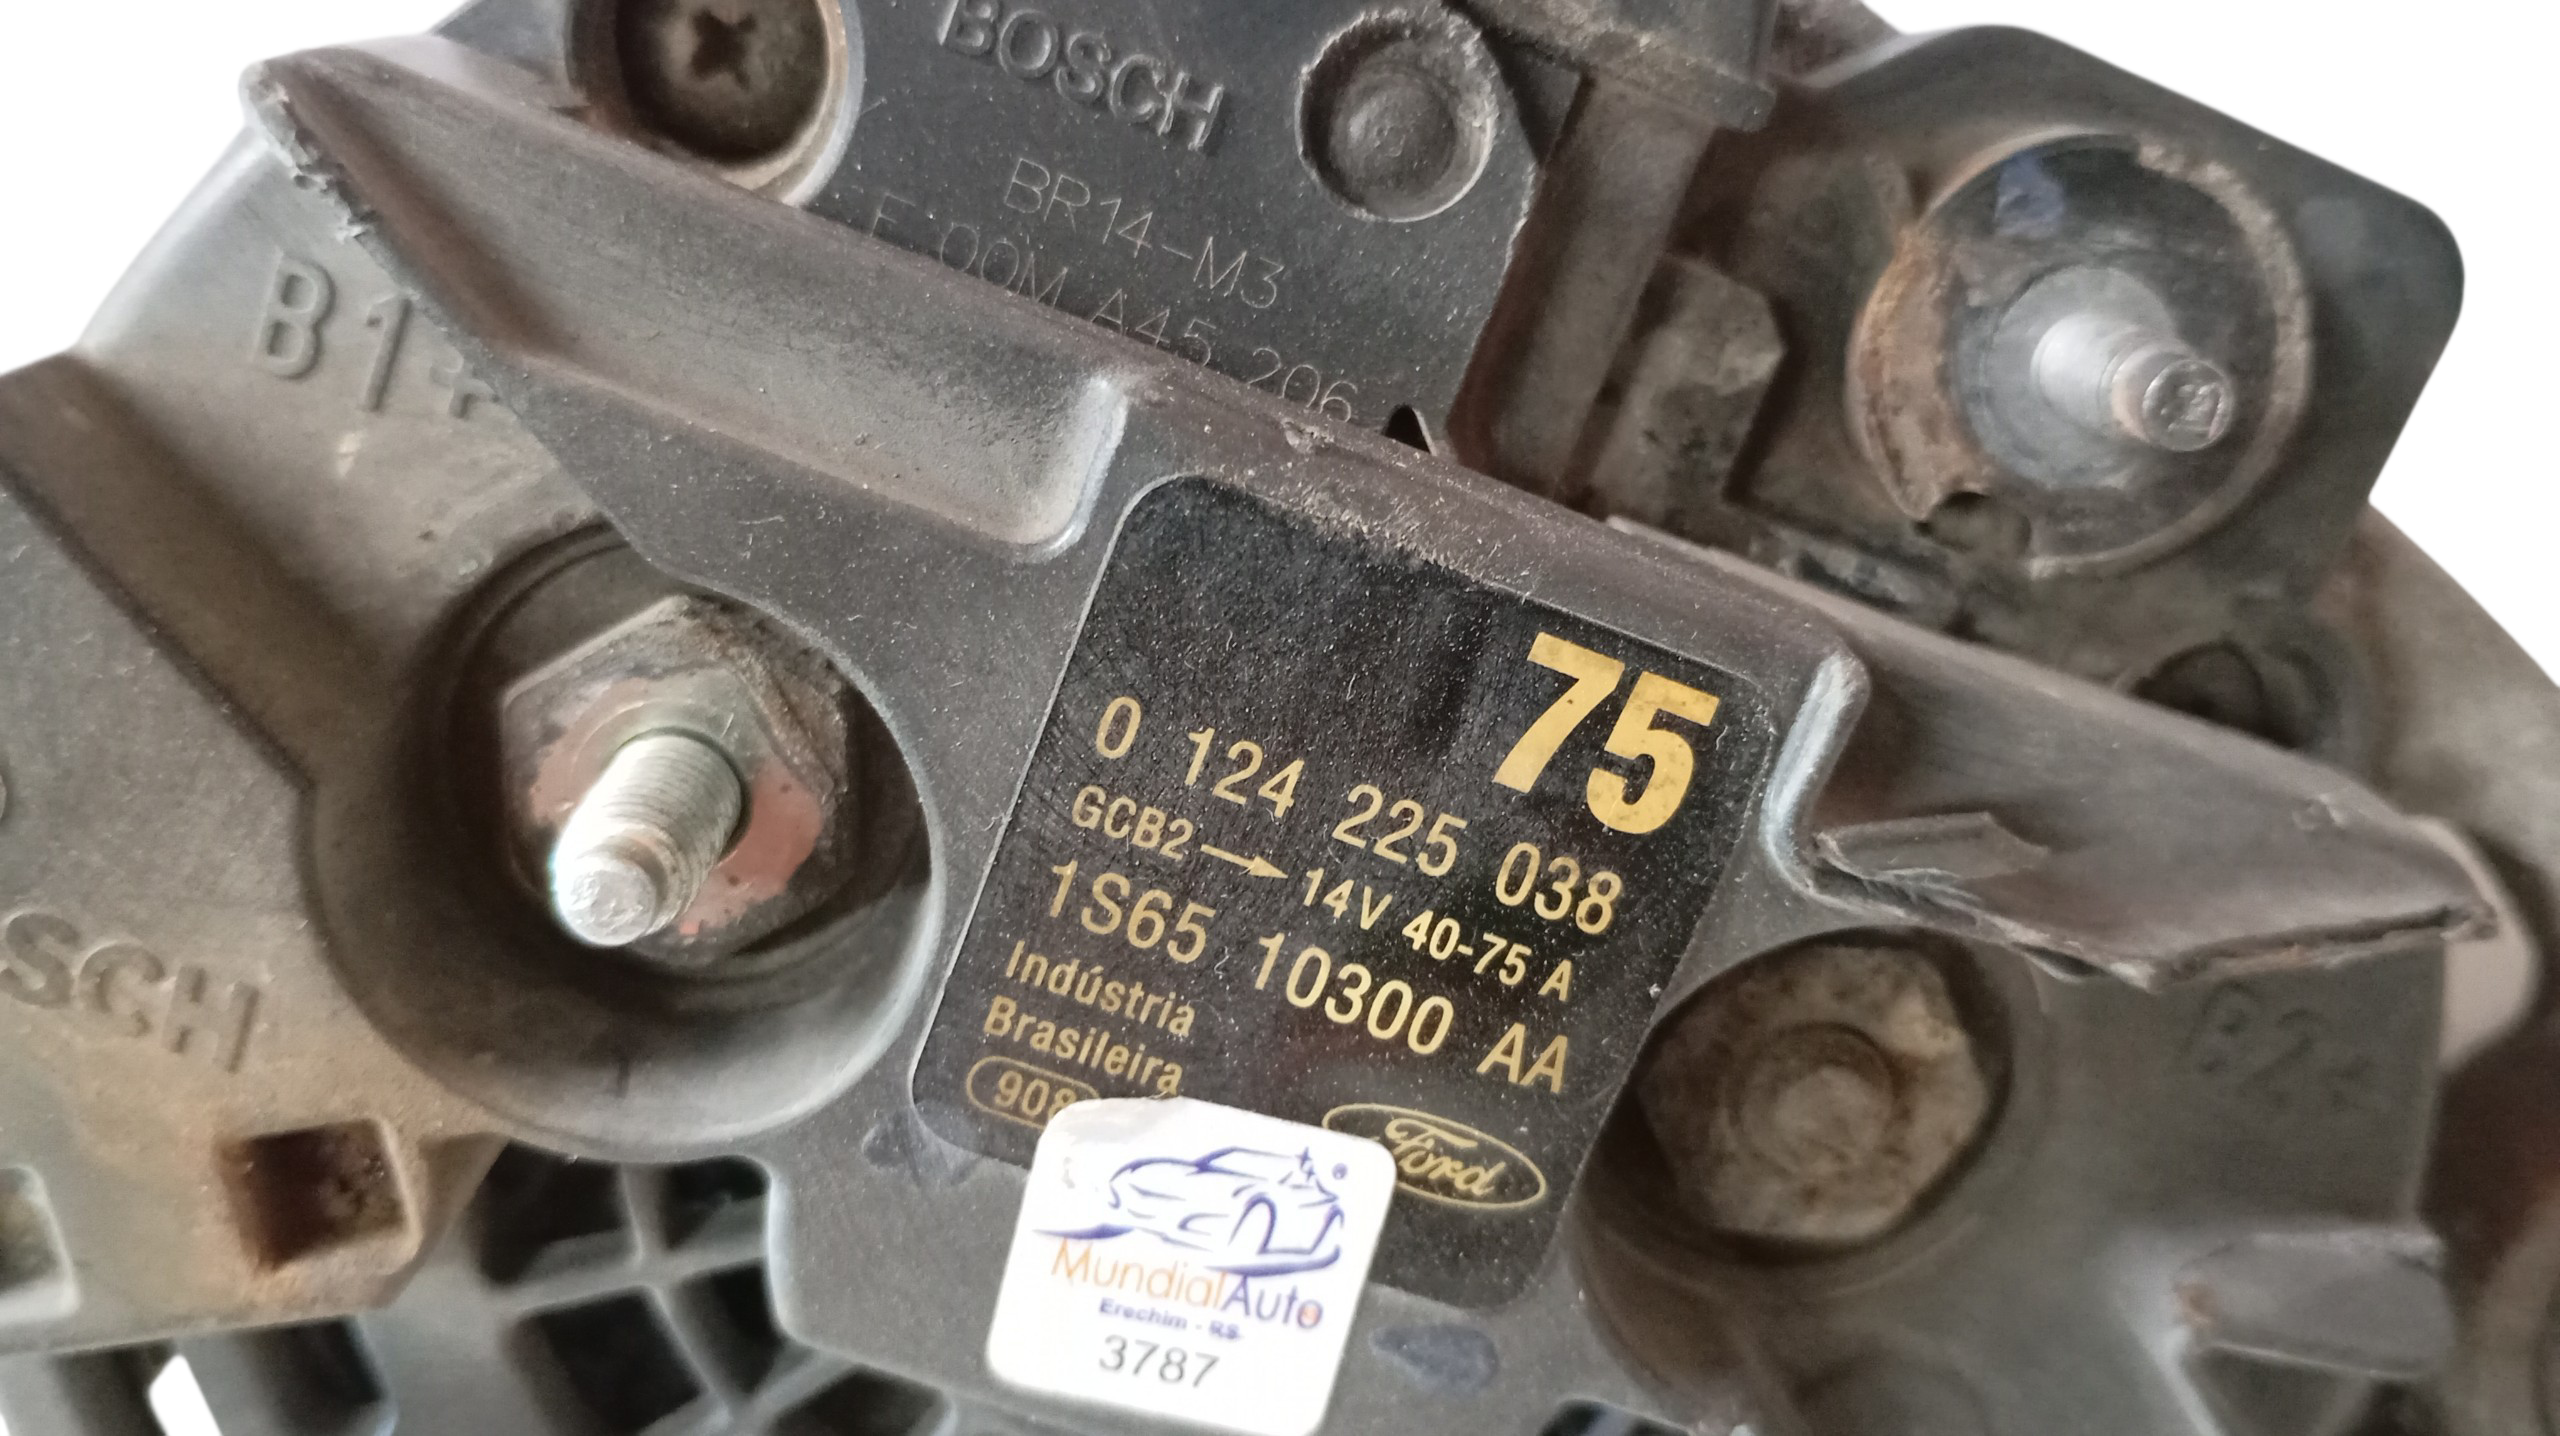 BOSCH
BR14-M3
F 00M A45 206
B1+
75
0 124 225 038
GCB2→14V 40-75 A
1S65 10300 AA
SCH
Indústria
Brasileira
908
Ford
MundialAuto
Erechim - RS
3787